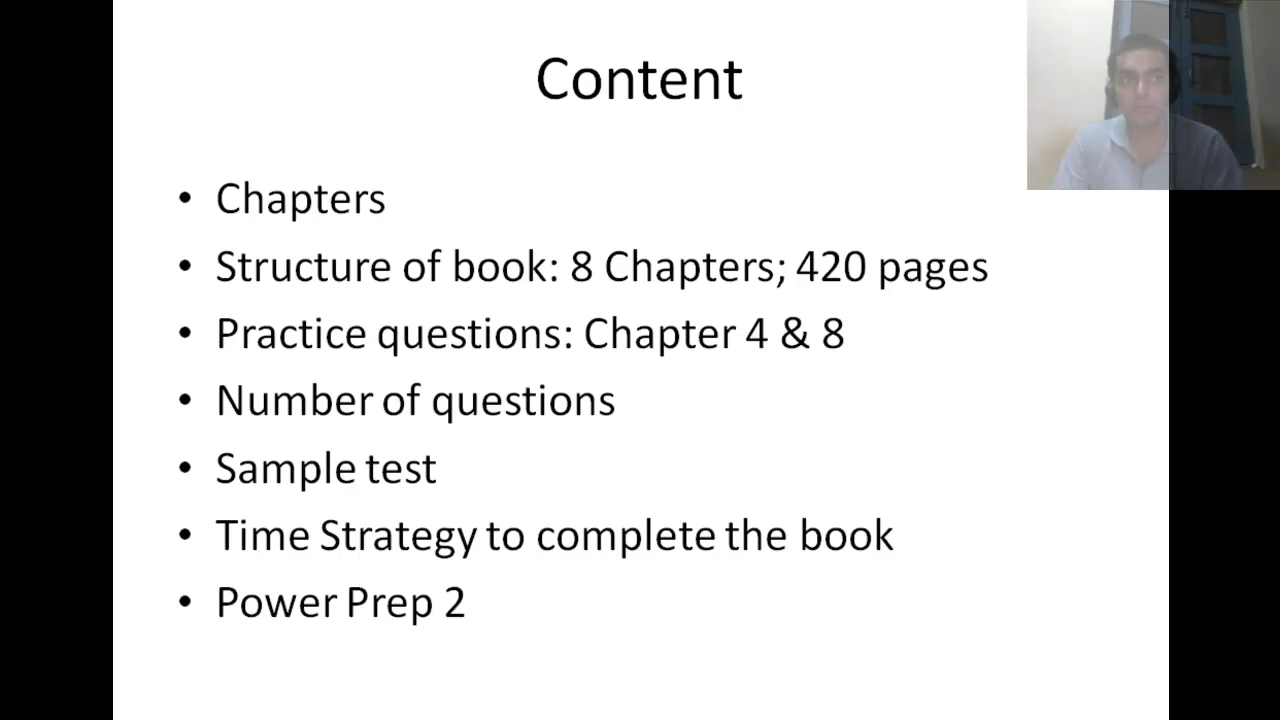 Content
• Chapters
• Structure of book: 8 Chapters; 420 pages
• Practice questions: Chapter 4 & 8
• Number of questions
• Sample test
• Time Strategy to complete the book
• Power Prep 2